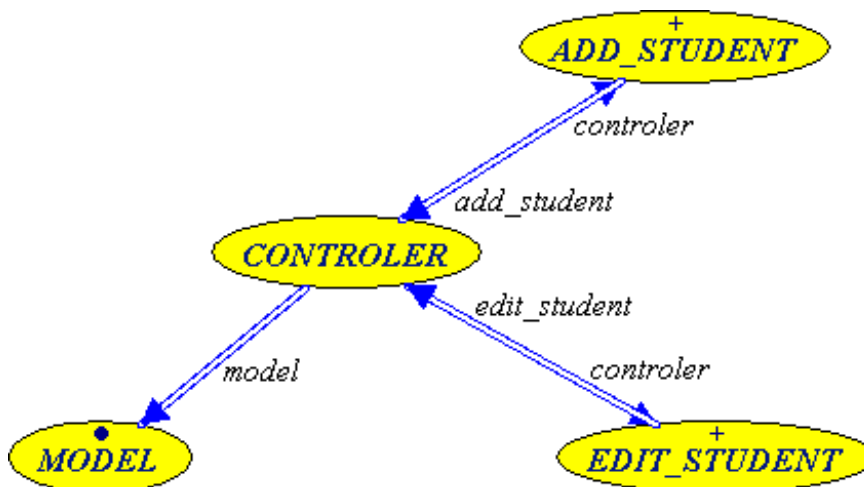 +
ADD_STUDENT
controler
add_student
CONTROLER
edit_student
model
controler
MODEL
+
EDIT_STUDENT